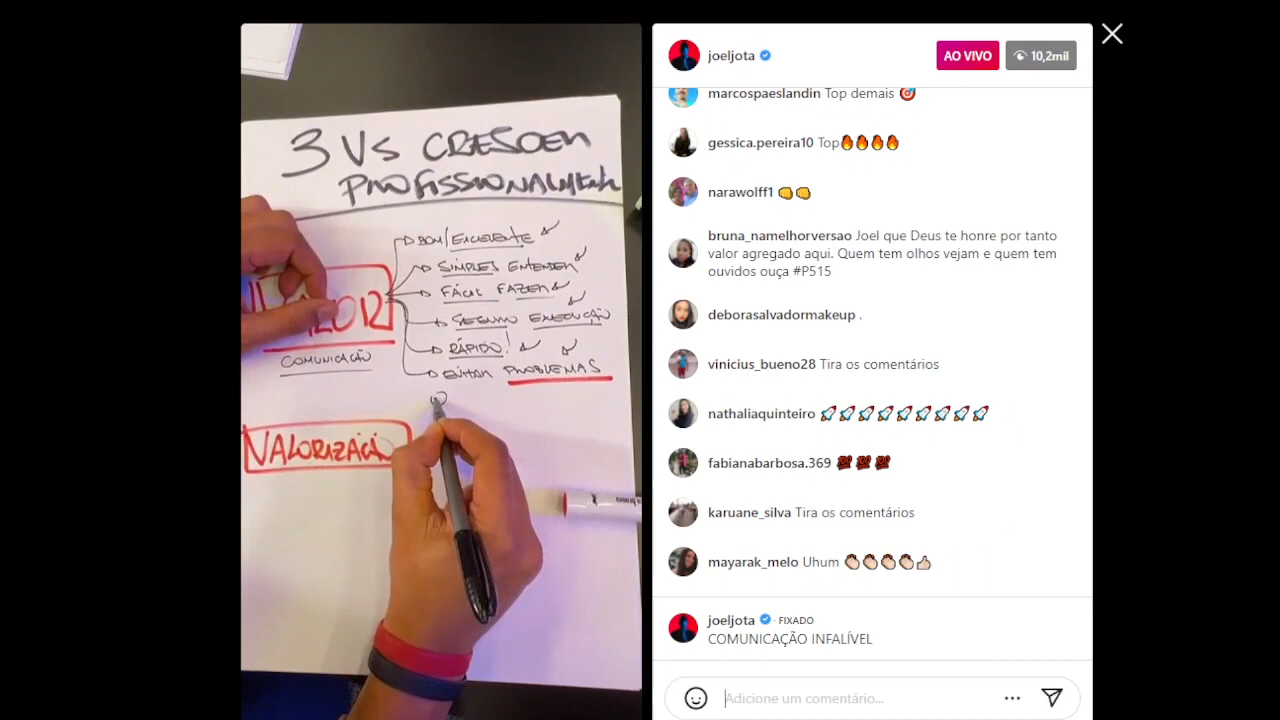 3 Vs CRESCER
PROFISSIONALMENTE
BOM/EXCELENTE
SIMPLES ENTENDER
FÁCIL FAZER
SEGURO EXECUÇÃO
RÁPIDO!
EVITAR PROBLEMAS
VALOR
COMUNICAÇÃO
VALORIZAÇÃO
joeljota
AO VIVO
10,2mil
marcospaeslandin Top demais 🎯
gessica.pereira10 Top🔥🔥🔥🔥
narawolff1 👊👊
bruna_namelhorversao Joel que Deus te honre por tanto
valor agregado aqui. Quem tem olhos vejam e quem tem
ouvidos ouça #P515
deborasalvadormakeup .
vinicius_bueno28 Tira os comentários
nathaliaquinteiro 🚀🚀🚀🚀🚀🚀🚀🚀🚀
fabianabarbosa.369 💯💯💯
karuane_silva Tira os comentários
mayarak_melo Uhum 👏🏻👏🏻👏🏻👏🏻👍🏻
joeljota · FIXADO
COMUNICAÇÃO INFALÍVEL
Adicione um comentário...